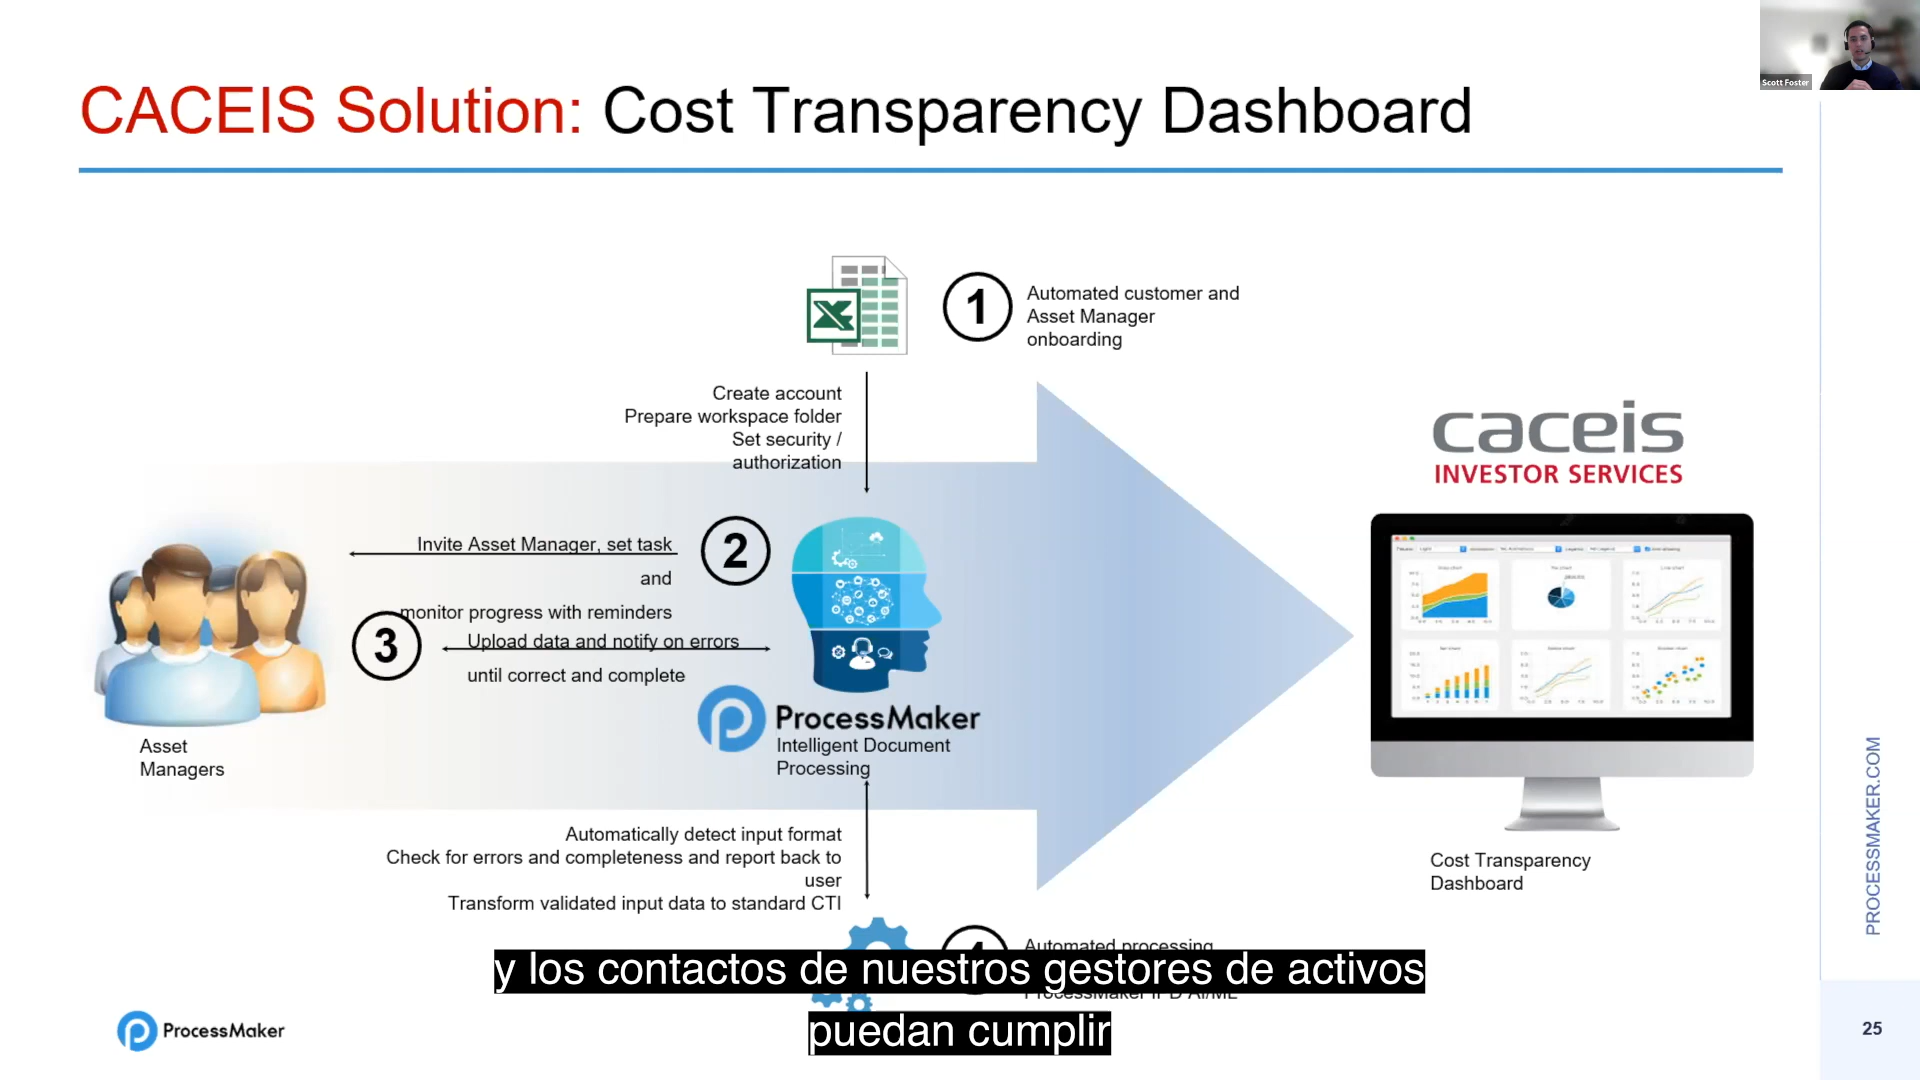 Scott Foster
CACEIS Solution: Cost Transparency Dashboard
1
Automated customer and
Asset Manager
onboarding
Create account
Prepare workspace folder
Set security /
authorization
caceis
INVESTOR SERVICES
Invite Asset Manager, set task
and
monitor progress with reminders
2
3
Upload data and notify on errors
until correct and complete
ProcessMaker
Intelligent Document
Processing
Asset
Managers
Automatically detect input format
Check for errors and completeness and report back to
user
Transform validated input data to standard CTI
Cost Transparency
Dashboard
PROCESSMAKER.COM
Automated processing
y los contactos de nuestros gestores de activos
puedan cumplir
ProcessMaker
25